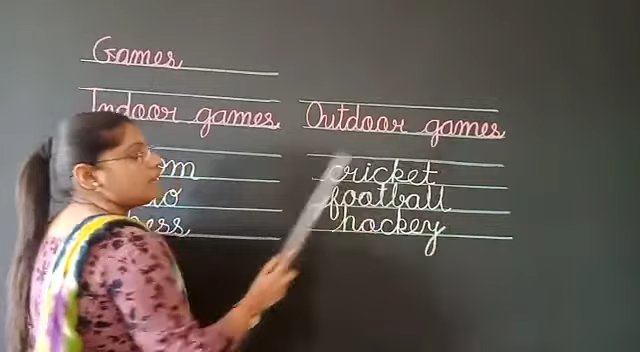 Games
Indoor games
Outdoor games
cricket
football
hockey